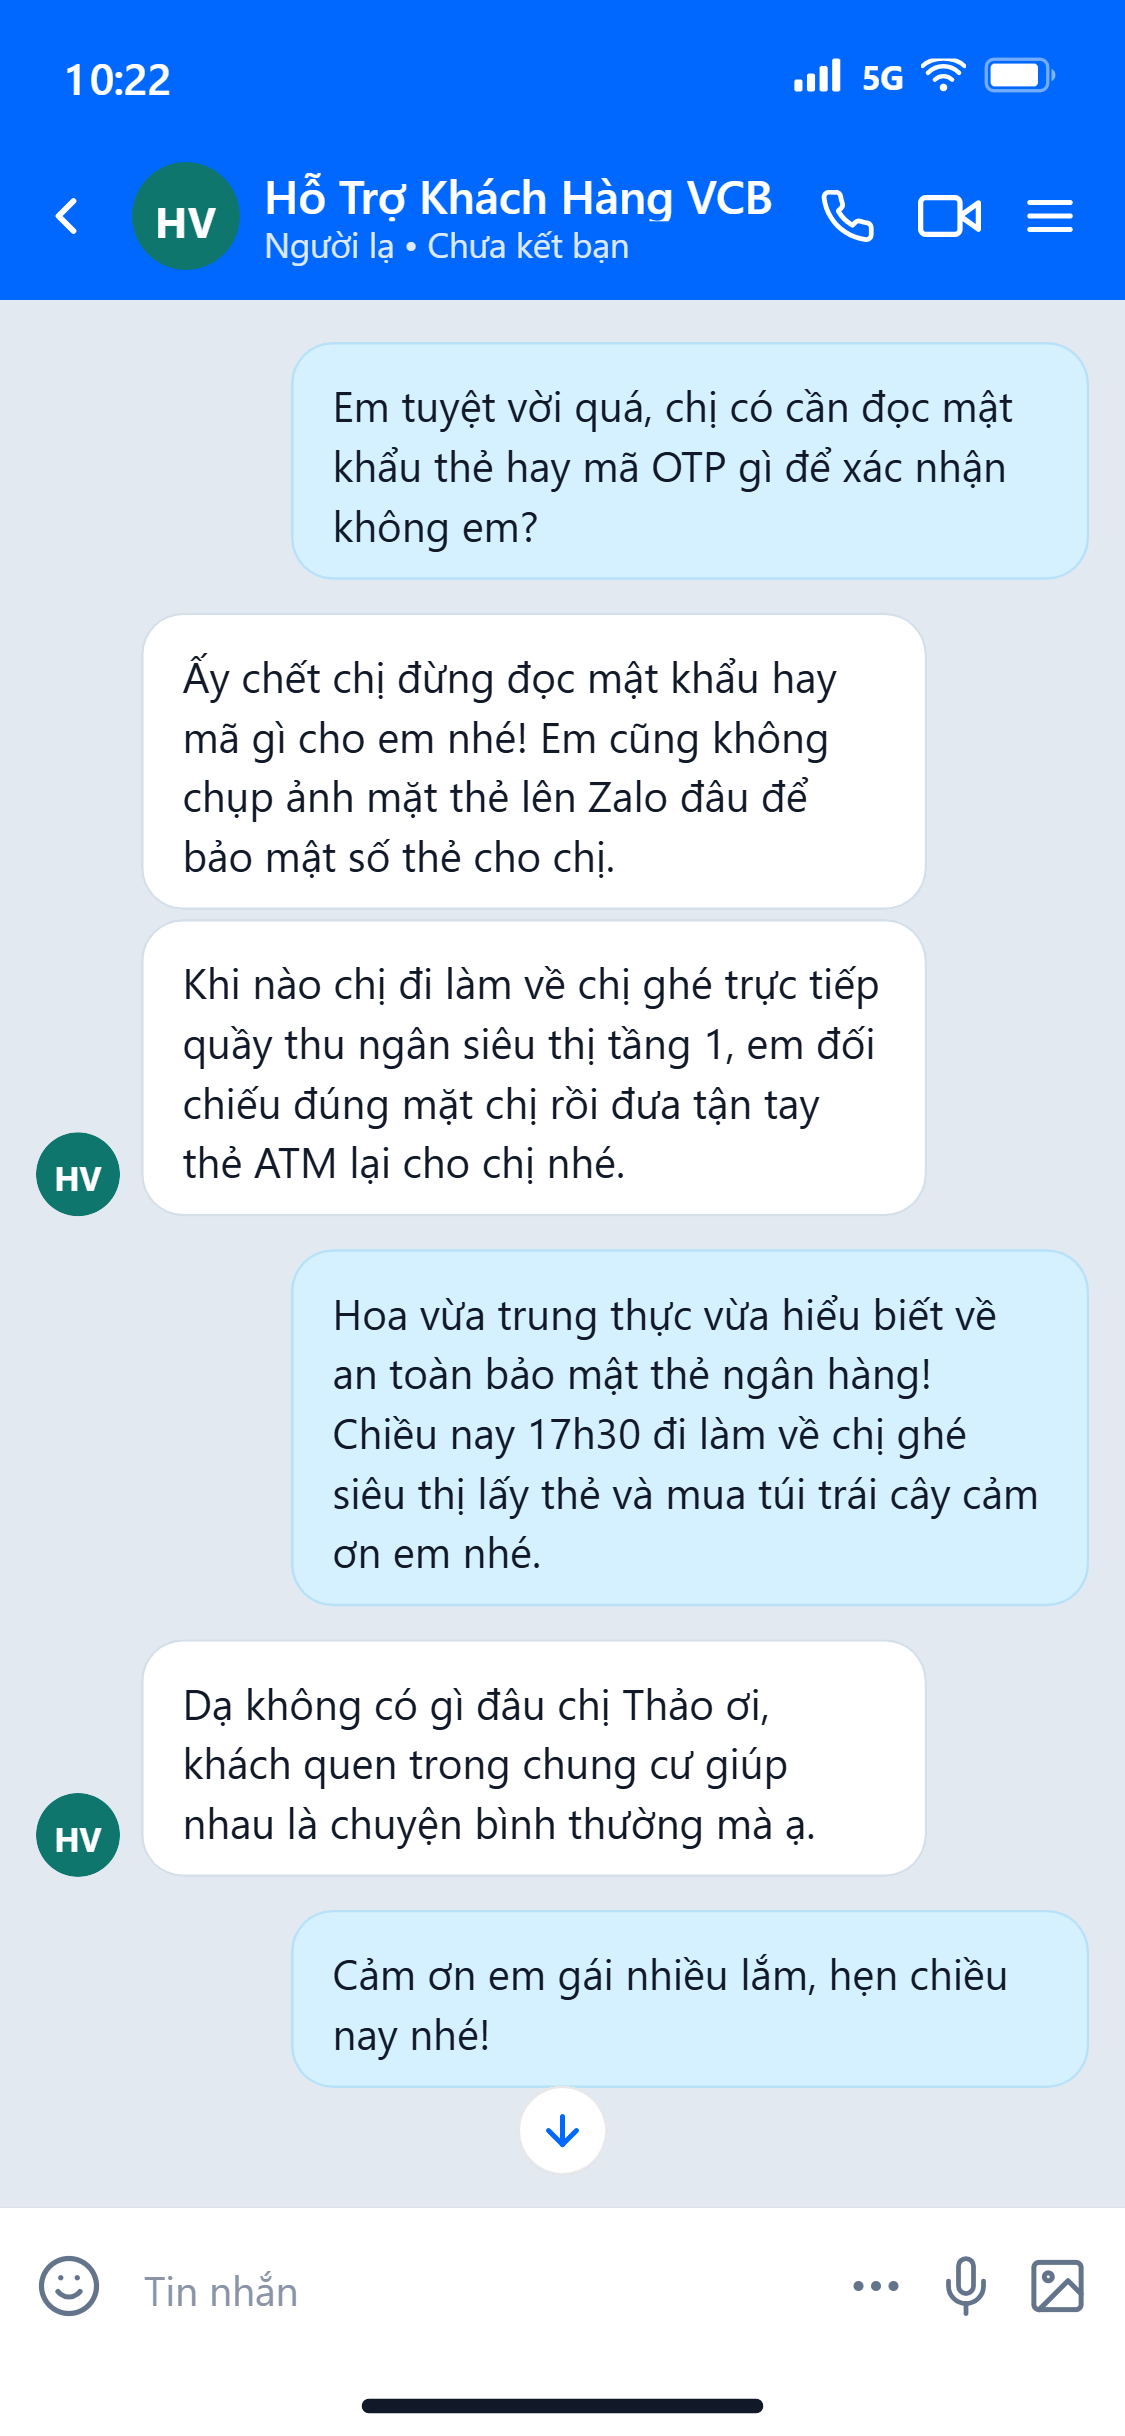 10:22
5G
HV
Hỗ Trợ Khách Hàng VCB
Người lạ • Chưa kết bạn
Em tuyệt vời quá, chị có cần đọc mật
khẩu thẻ hay mã OTP gì để xác nhận
không em?
Ấy chết chị đừng đọc mật khẩu hay
mã gì cho em nhé! Em cũng không
chụp ảnh mặt thẻ lên Zalo đâu để
bảo mật số thẻ cho chị.
Khi nào chị đi làm về chị ghé trực tiếp
quầy thu ngân siêu thị tầng 1, em đối
chiếu đúng mặt chị rồi đưa tận tay
thẻ ATM lại cho chị nhé.
HV
Hoa vừa trung thực vừa hiểu biết về
an toàn bảo mật thẻ ngân hàng!
Chiều nay 17h30 đi làm về chị ghé
siêu thị lấy thẻ và mua túi trái cây cảm
ơn em nhé.
Dạ không có gì đâu chị Thảo ơi,
khách quen trong chung cư giúp
nhau là chuyện bình thường mà ạ.
HV
Cảm ơn em gái nhiều lắm, hẹn chiều
nay nhé!
Tin nhắn